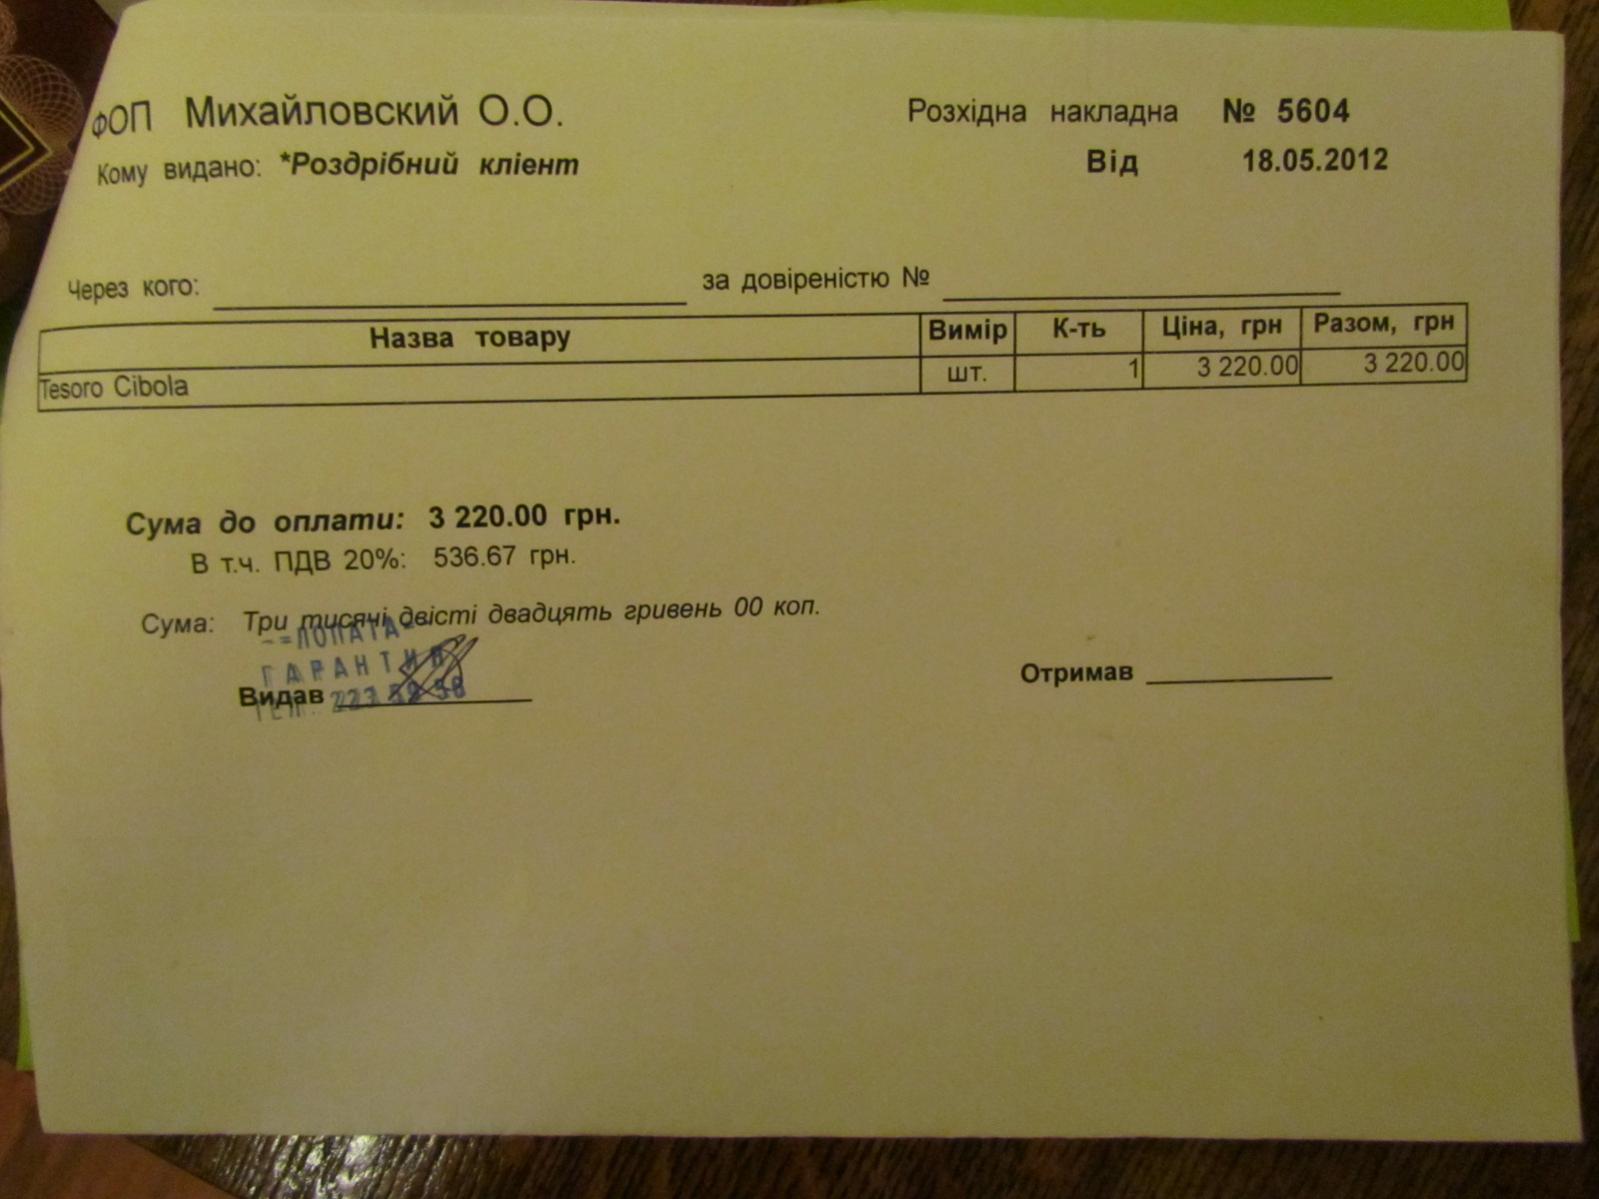 ФОП Михайловский О.О.
Розхідна накладна № 5604
Кому видано: *Роздрібний клієнт
Від 18.05.2012
Через кого: за довіреністю №
Назва товару Вимір К-ть Ціна, грн Разом, грн
Tesoro Cibola шт. 1 3 220.00 3 220.00
Сума до оплати: 3 220.00 грн.
В т.ч. ПДВ 20%: 536.67 грн.
Сума: Три тисячі двісті двадцять гривень 00 коп.
-=ЛОПАТА=-
ГАРАНТИЯ
Видав
Отримав